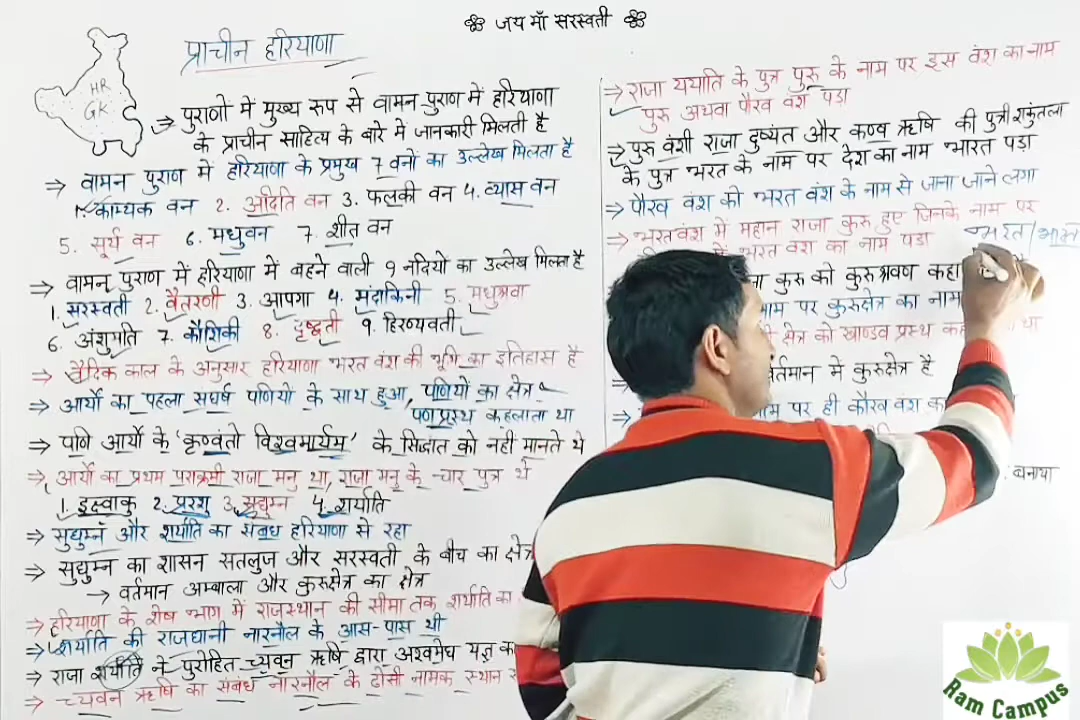 जय माँ सरस्वती
प्राचीन हरियाणा
HR
GK
⇒ पुराणों में मुख्य रूप से वामन पुराण में हरियाणा
के प्राचीन साहित्य के बारे में जानकारी मिलती है
⇒ वामन पुराण में हरियाणा के प्रमुख 7 वनों का उल्लेख मिलता है
1. काम्यक वन 2. अदिति वन 3. फलकी वन 4. व्यास वन
5. सूर्य वन 6. मधुवन 7. शीत वन
⇒ वामन पुराण में हरियाणा में बहने वाली 9 नदियों का उल्लेख मिलत है
1. सरस्वती 2. वैतरणी 3. आपगा 4. मंदाकिनी 5. मधुश्रवा
6. अंशुमति 7. कौशिकी 8. दृष्द्वती 9. हिरण्यवती
⇒ वैदिक काल के अनुसार हरियाणा भरत वंश की भूमि का इतिहास है
⇒ आर्यों का पहला संघर्ष पणियों के साथ हुआ, पणियों का क्षेत्र
पणप्रस्थ कहलाता था
⇒ पणि आर्यों के 'कृण्वंतो विश्वमार्यम' के सिद्धांत को नही मानते थे
⇒ आर्यों का प्रथम पराक्रमी राजा मनु था, राजा मनु के चार पुत्र थे
1. इक्ष्वाकु 2. प्ररशु 3. सुद्युम्न 4. शर्याति
⇒ सुद्युम्न और शर्याति का संबध हरियाणा से रहा
⇒ सुद्युम्न का शासन सतलुज और सरस्वती के बीच का क्षेत्र
→ वर्तमान अम्बाला और कुरुक्षेत्र का क्षेत्र
⇒ हरियाणा के शेष भाग में राजस्थान की सीमा तक शर्याति का
⇒ शर्याति की राजधानी नारनौल के आस-पास थी
⇒ राजा शर्याति ने पुरोहित च्यवन ऋषि द्वारा अश्वमेघ यज्ञ क
⇒ च्यवन ऋषि का संबंध नारनौल के ढोसी नामक स्थान
⇒ राजा ययाति के पुत्र पुरु के नाम पर इस वंश का नाम
पुरु अथवा पौरव वंश पड़ा
⇒ पुरु वंशी राजा दुष्यंत और कण्व ऋषि की पुत्री शकुंतला
के पुत्र भरत के नाम पर देश का नाम भारत पड़ा
⇒ पौरव वंश को भरत वंश के नाम से जाना जाने लगा
⇒ भरतवंश में महान राजा कुरु हुए जिनके नाम पर
में भरत वंश का नाम पड़ा भरत/
कुरु को कुरुश्रवण कहा
नाम पर कुरुक्षेत्र का नाम
क्षेत्र को खाण्डव प्रस्थ कह था
⇒ वर्तमान में कुरुक्षेत्र है
⇒ नाम पर ही कौरव वंश क
बनाया
Ram Campus